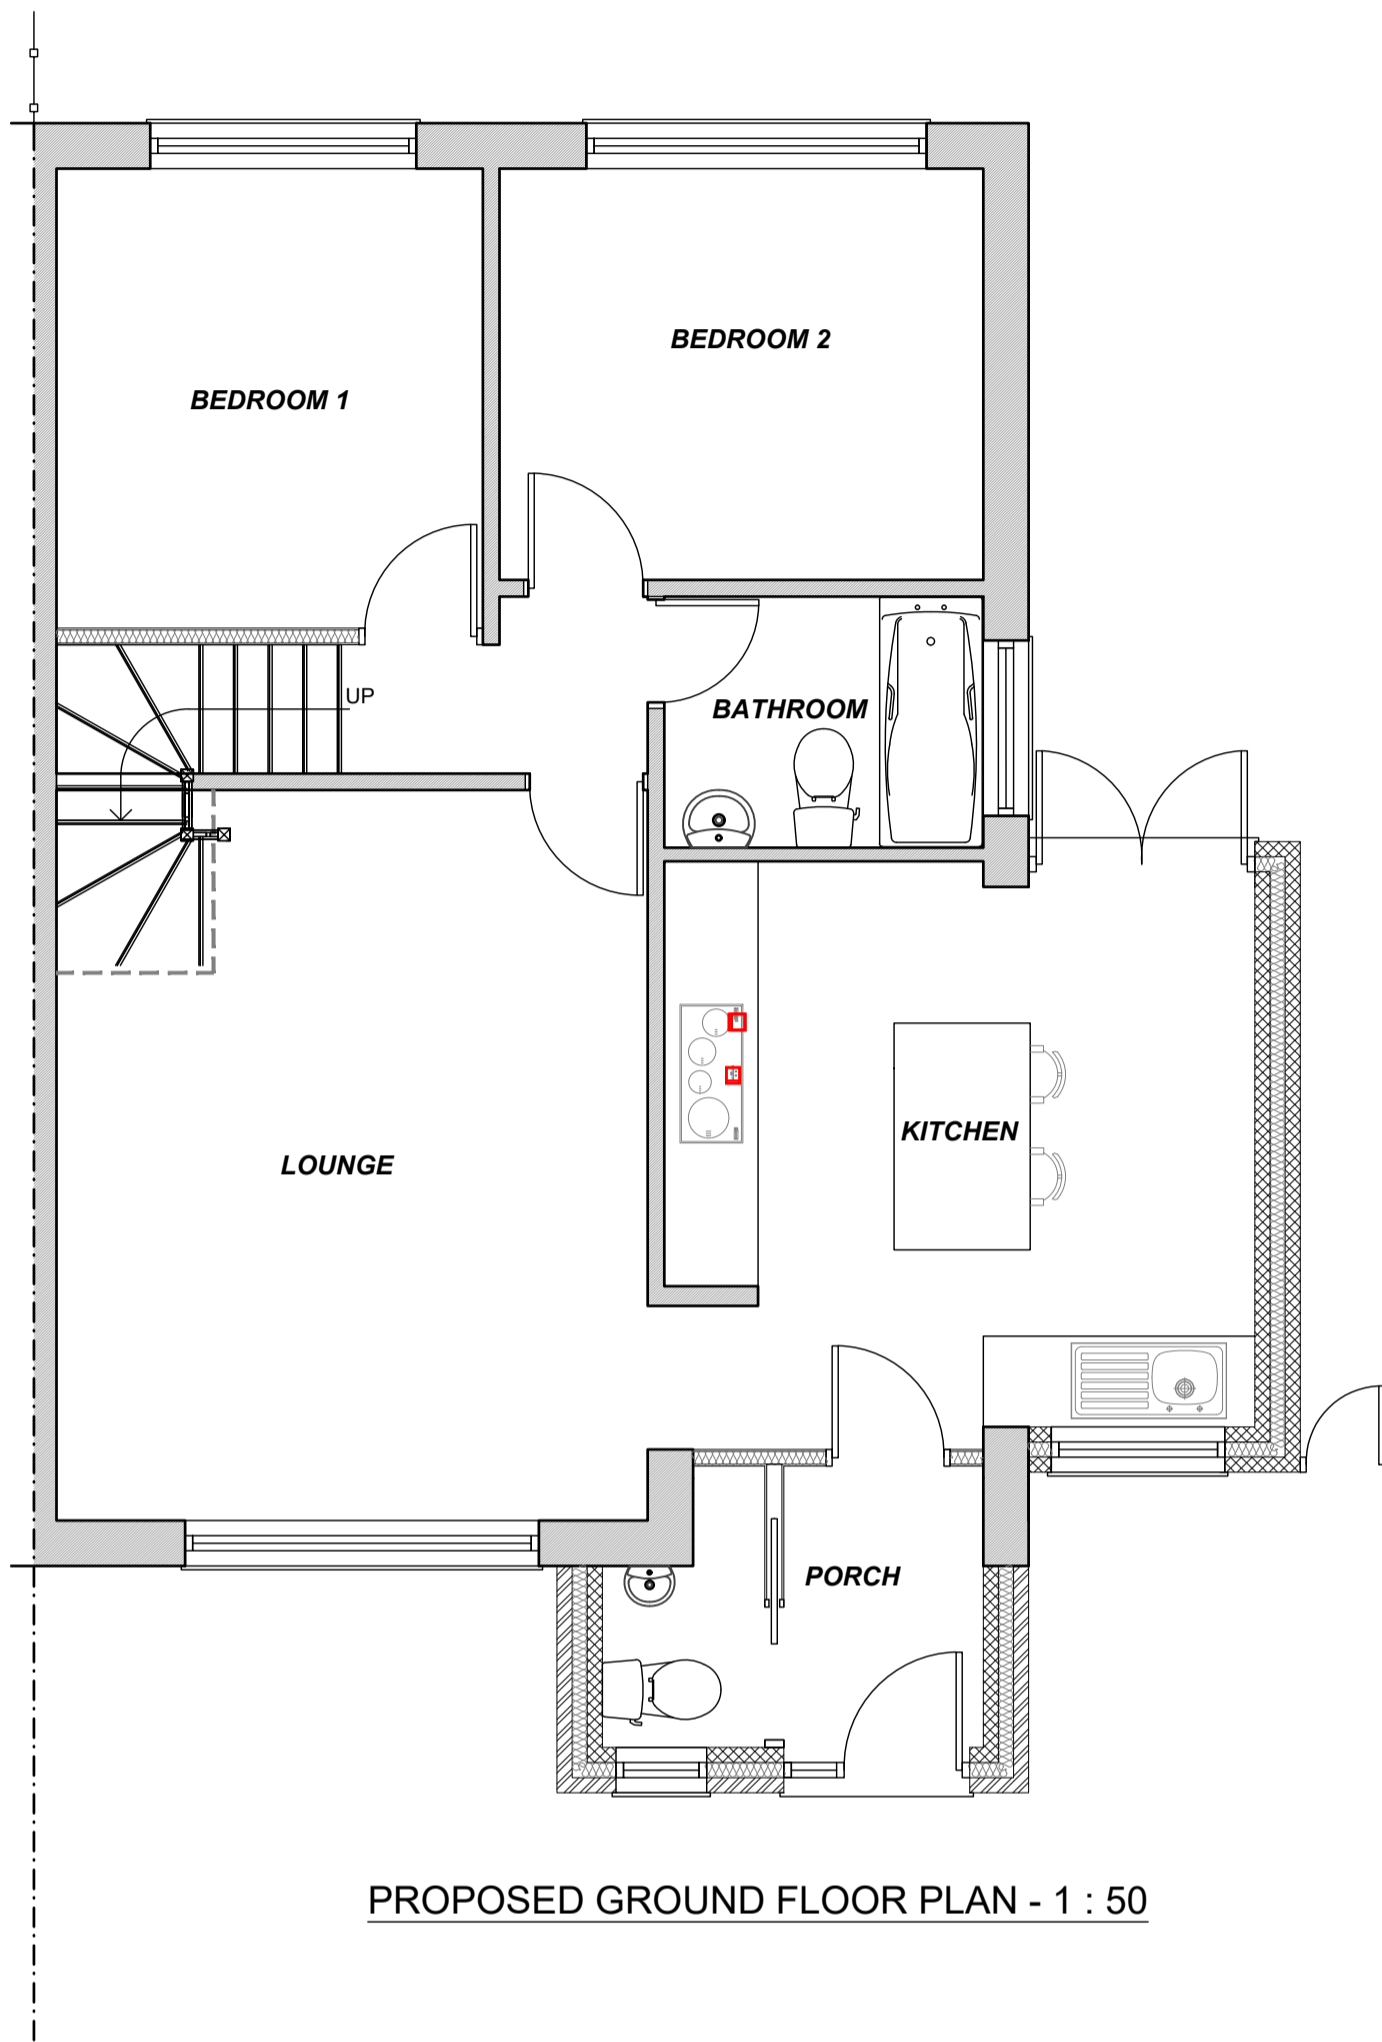 BEDROOM 2
BEDROOM 1
UP
BATHROOM
KITCHEN
LOUNGE
PORCH
PROPOSED GROUND FLOOR PLAN - 1 : 50